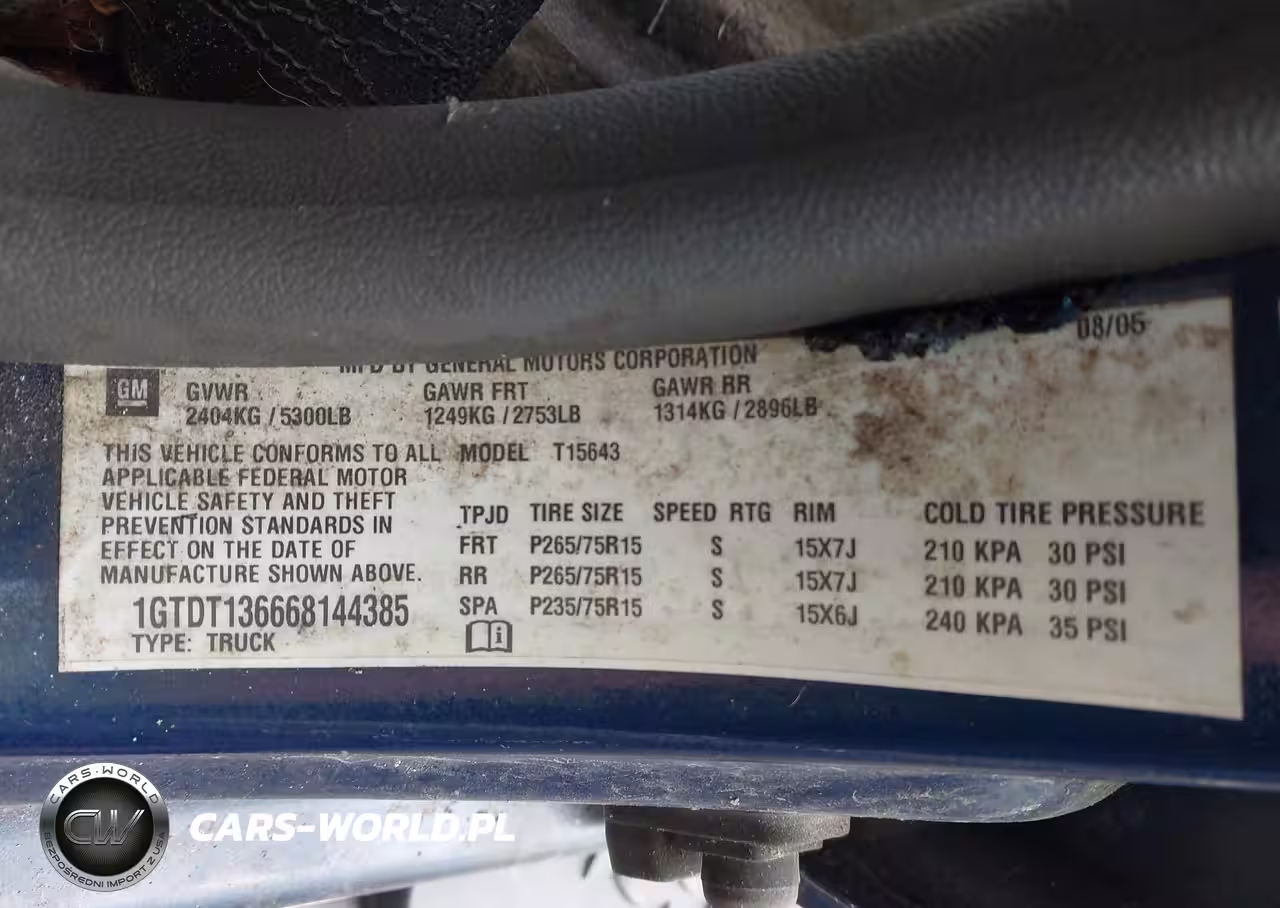 08/05
MFD BY GENERAL MOTORS CORPORATION
GM
GVWR GAWR FRT GAWR RR
2404KG / 5300LB 1249KG / 2753LB 1314KG / 2896LB
THIS VEHICLE CONFORMS TO ALL
APPLICABLE FEDERAL MOTOR
VEHICLE SAFETY AND THEFT
PREVENTION STANDARDS IN
EFFECT ON THE DATE OF
MANUFACTURE SHOWN ABOVE.
1GTDT136668144385
TYPE: TRUCK
MODEL T15643
TPJD TIRE SIZE SPEED RTG RIM COLD TIRE PRESSURE
FRT P265/75R15 S 15X7J 210 KPA 30 PSI
RR P265/75R15 S 15X7J 210 KPA 30 PSI
SPA P235/75R15 S 15X6J 240 KPA 35 PSI
i
CARS-WORLD
CW
BEZPOŚREDNI IMPORT Z USA
CARS-WORLD.PL